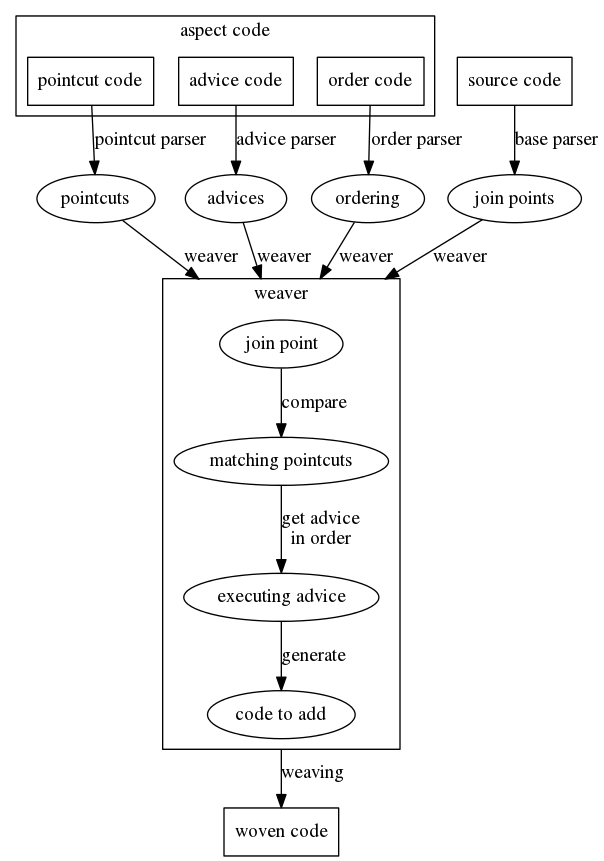 aspect code
pointcut code
advice code
order code
source code
pointcut parser
advice parser
order parser
base parser
pointcuts
advices
ordering
join points
weaver
weaver
weaver
weaver
weaver
join point
compare
matching pointcuts
get advice
in order
executing advice
generate
code to add
weaving
woven code